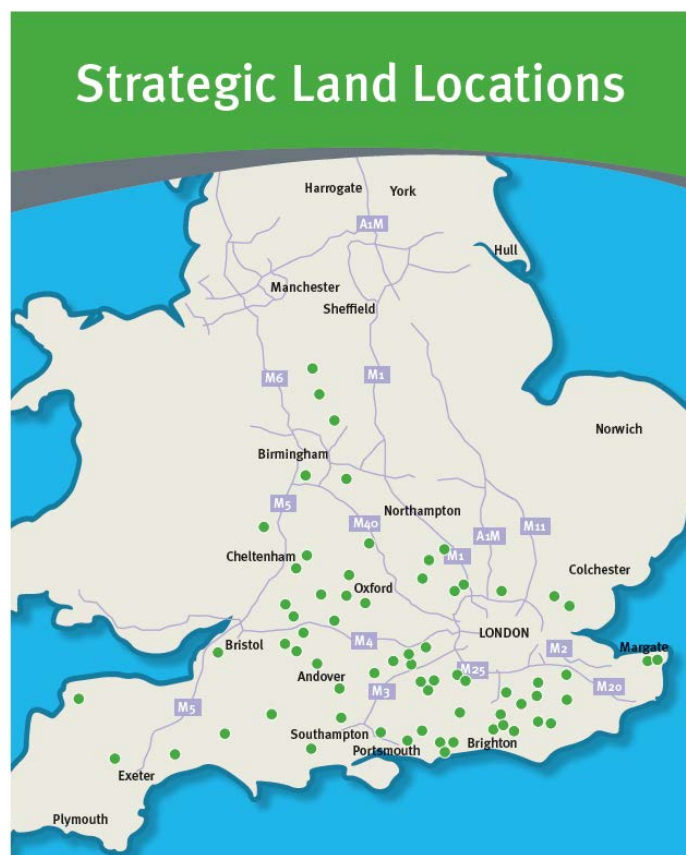 Strategic Land Locations
Harrogate
York
A1M
Hull
Manchester
Sheffield
M6
M1
Norwich
Birmingham
M5
Northampton
M40
M11
A1M
M1
Cheltenham
Colchester
Oxford
LONDON
M4
Bristol
M2
Margate
M25
Andover
M20
M3
M5
Southampton
Brighton
Portsmouth
Exeter
Plymouth